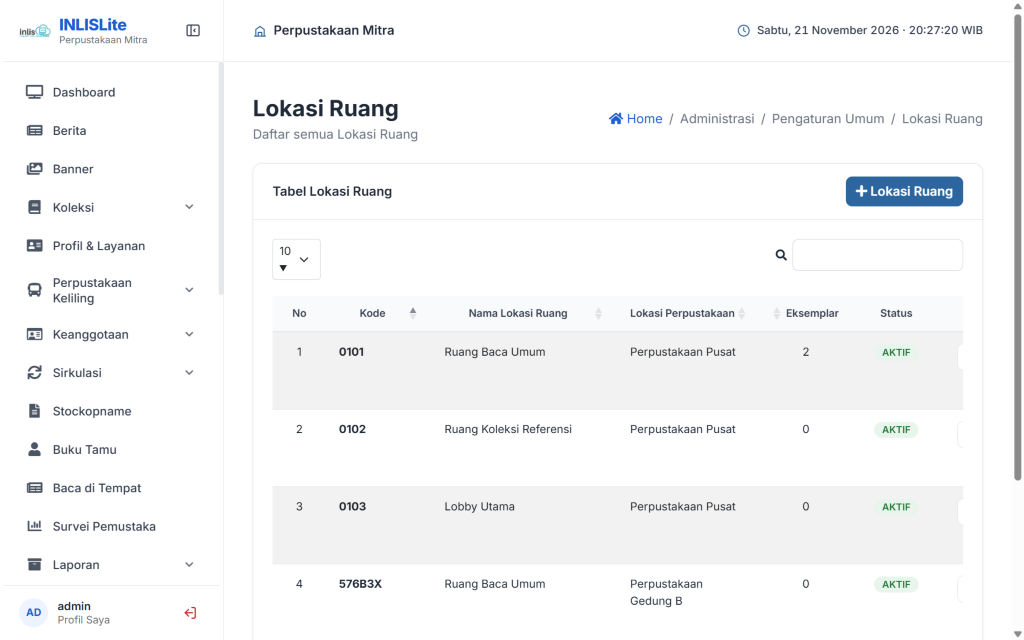 inlis
INLISLite
Perpustakaan Mitra
Perpustakaan Mitra
Sabtu, 21 November 2026 · 20:27:20 WIB
Dashboard
Berita
Banner
Koleksi
Profil & Layanan
Perpustakaan
Keliling
Keanggotaan
Sirkulasi
Stockopname
Buku Tamu
Baca di Tempat
Survei Pemustaka
Laporan
AD
admin
Profil Saya
Lokasi Ruang
Daftar semua Lokasi Ruang
Home / Administrasi / Pengaturan Umum / Lokasi Ruang
Tabel Lokasi Ruang
Lokasi Ruang
10
No Kode Nama Lokasi Ruang Lokasi Perpustakaan Eksemplar Status
1 0101 Ruang Baca Umum Perpustakaan Pusat 2 AKTIF
2 0102 Ruang Koleksi Referensi Perpustakaan Pusat 0 AKTIF
3 0103 Lobby Utama Perpustakaan Pusat 0 AKTIF
4 576B3X Ruang Baca Umum Perpustakaan Gedung B 0 AKTIF